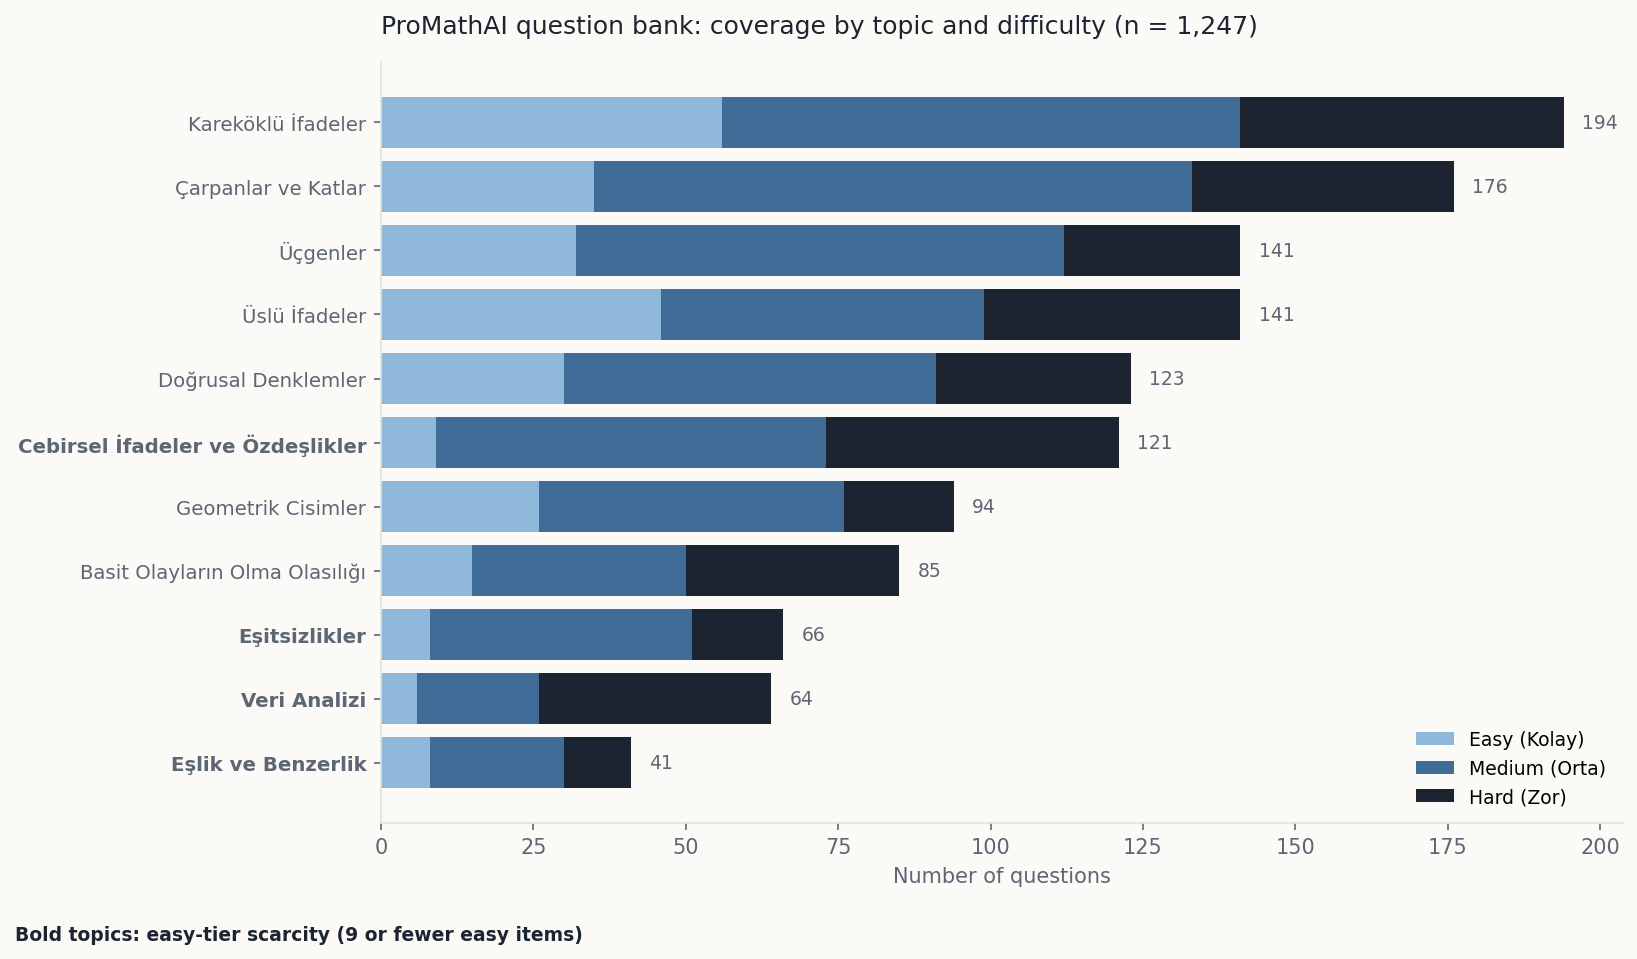 ProMathAI question bank: coverage by topic and difficulty (n = 1,247)
Kareköklü İfadeler 194
Çarpanlar ve Katlar 176
Üçgenler 141
Üslü İfadeler 141
Doğrusal Denklemler 123
Cebirsel İfadeler ve Özdeşlikler 121
Geometrik Cisimler 94
Basit Olayların Olma Olasılığı 85
Eşitsizlikler 66
Veri Analizi 64
Eşlik ve Benzerlik 41
Easy (Kolay)
Medium (Orta)
Hard (Zor)
0 25 50 75 100 125 150 175 200
Number of questions
Bold topics: easy-tier scarcity (9 or fewer easy items)